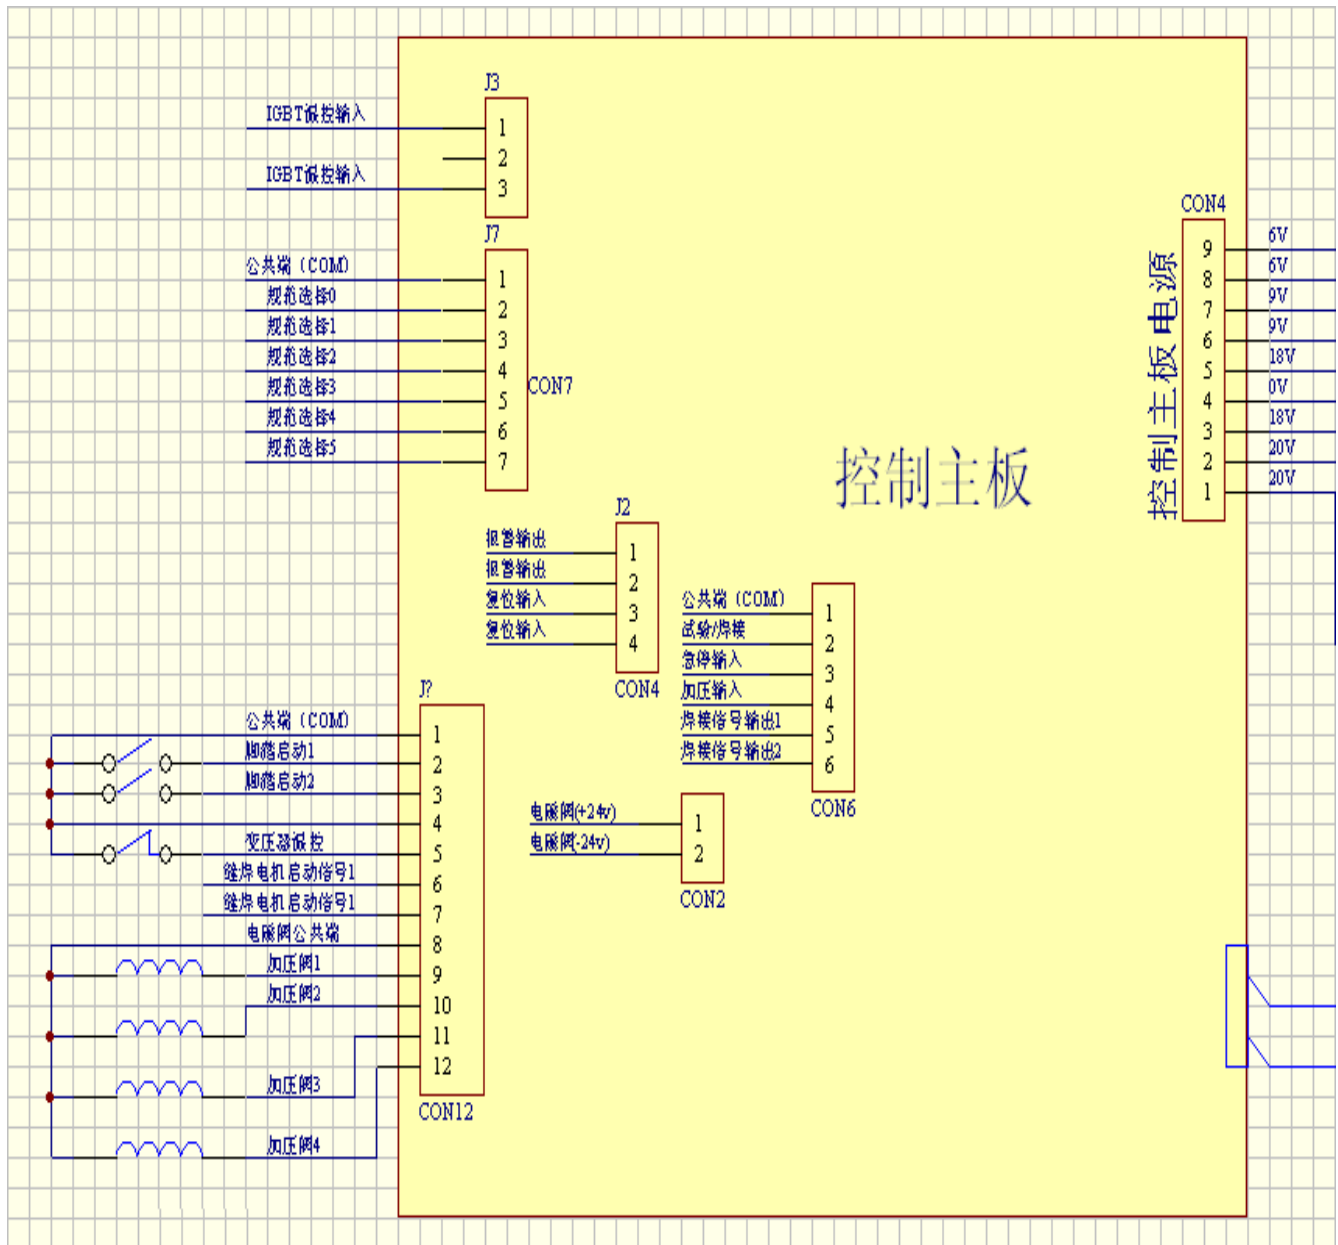 J3
IGBT温控输入
1
2
IGBT温控输入
3
J7
公共端（COM）
1
规范选择0
2
规范选择1
3
规范选择2
4
规范选择3
5
规范选择4
6
规范选择5
7
CON7
CON4
控制主板电源
9
6V
8
6V
7
9V
6
9V
5
18V
4
0V
3
18V
2
20V
1
20V
控制主板
J2
报警输出
1
报警输出
2
复位输入
3
复位输入
4
CON4
公共端（COM）
1
试验/焊接
2
急停输入
3
加压输入
4
焊接信号输出1
5
焊接信号输出2
6
CON6
J?
公共端（COM）
1
脚踏启动1
2
脚踏启动2
3
4
变压器温控
5
缝焊电机启动信号1
6
缝焊电机启动信号1
7
电磁阀公共端
8
加压阀1
9
加压阀2
10
11
12
加压阀3
加压阀4
CON12
电磁阀(+24v)
1
电磁阀(-24v)
2
CON2